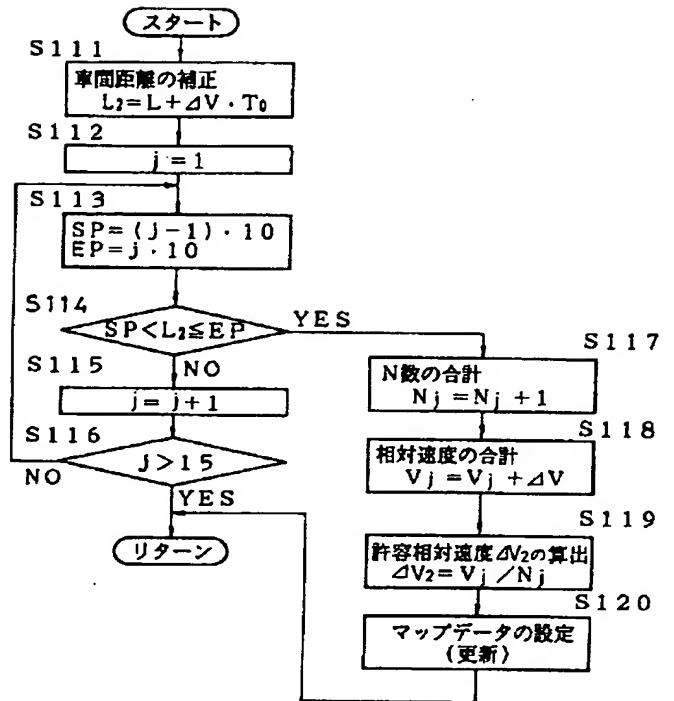 スタート
S111
車間距離の補正
L₂=L+ΔV・T₀
S112
j=1
S113
SP=(j-1)・10
EP=j・10
S114
SP<L₂≦EP
YES
NO
S115
j=j+1
S116
j>15
NO
YES
リターン
S117
N数の合計
Nj=Nj+1
S118
相対速度の合計
Vj=Vj+ΔV
S119
許容相対速度ΔV₂の算出
ΔV₂=Vj/Nj
S120
マップデータの設定
(更新)